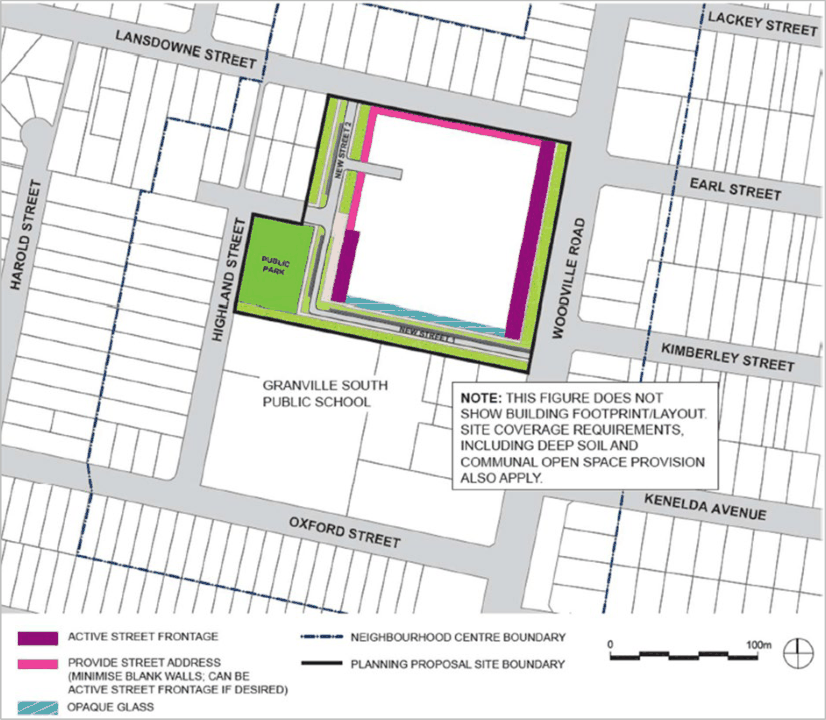 LACKEY STREET
LANSDOWNE STREET
NEW STREET 2
EARL STREET
HAROLD STREET
HIGHLAND STREET
PUBLIC
PARK
WOODVILLE ROAD
NEW STREET 1
KIMBERLEY STREET
GRANVILLE SOUTH
PUBLIC SCHOOL
NOTE: THIS FIGURE DOES NOT
SHOW BUILDING FOOTPRINT/LAYOUT.
SITE COVERAGE REQUIREMENTS,
INCLUDING DEEP SOIL AND
COMMUNAL OPEN SPACE PROVISION
ALSO APPLY.
KENELDA AVENUE
OXFORD STREET
ACTIVE STREET FRONTAGE
PROVIDE STREET ADDRESS
(MINIMISE BLANK WALLS; CAN BE
ACTIVE STREET FRONTAGE IF DESIRED)
OPAQUE GLASS
NEIGHBOURHOOD CENTRE BOUNDARY
PLANNING PROPOSAL SITE BOUNDARY
0 100m